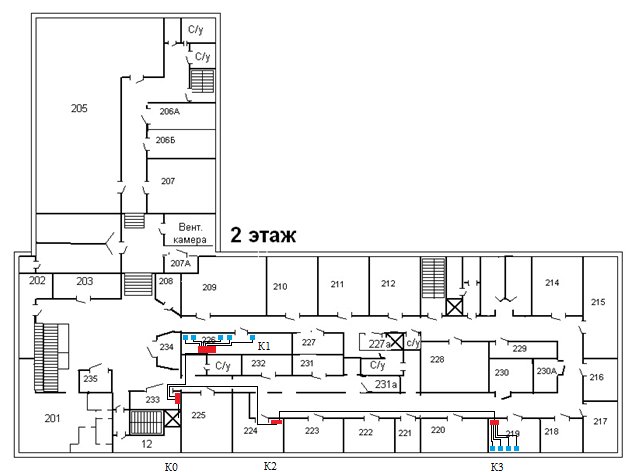 С/у
С/у
205
206А
206Б
207
Вент.
камера
2 этаж
207А
202
203
208
209
210
211
212
214
215
234
226
К1
227
227а
с/у
228
229
С/у
232
231
С/у
231а
230
230А
216
235
233
201
12
225
224
223
222
221
220
219
218
217
К0
К2
К3